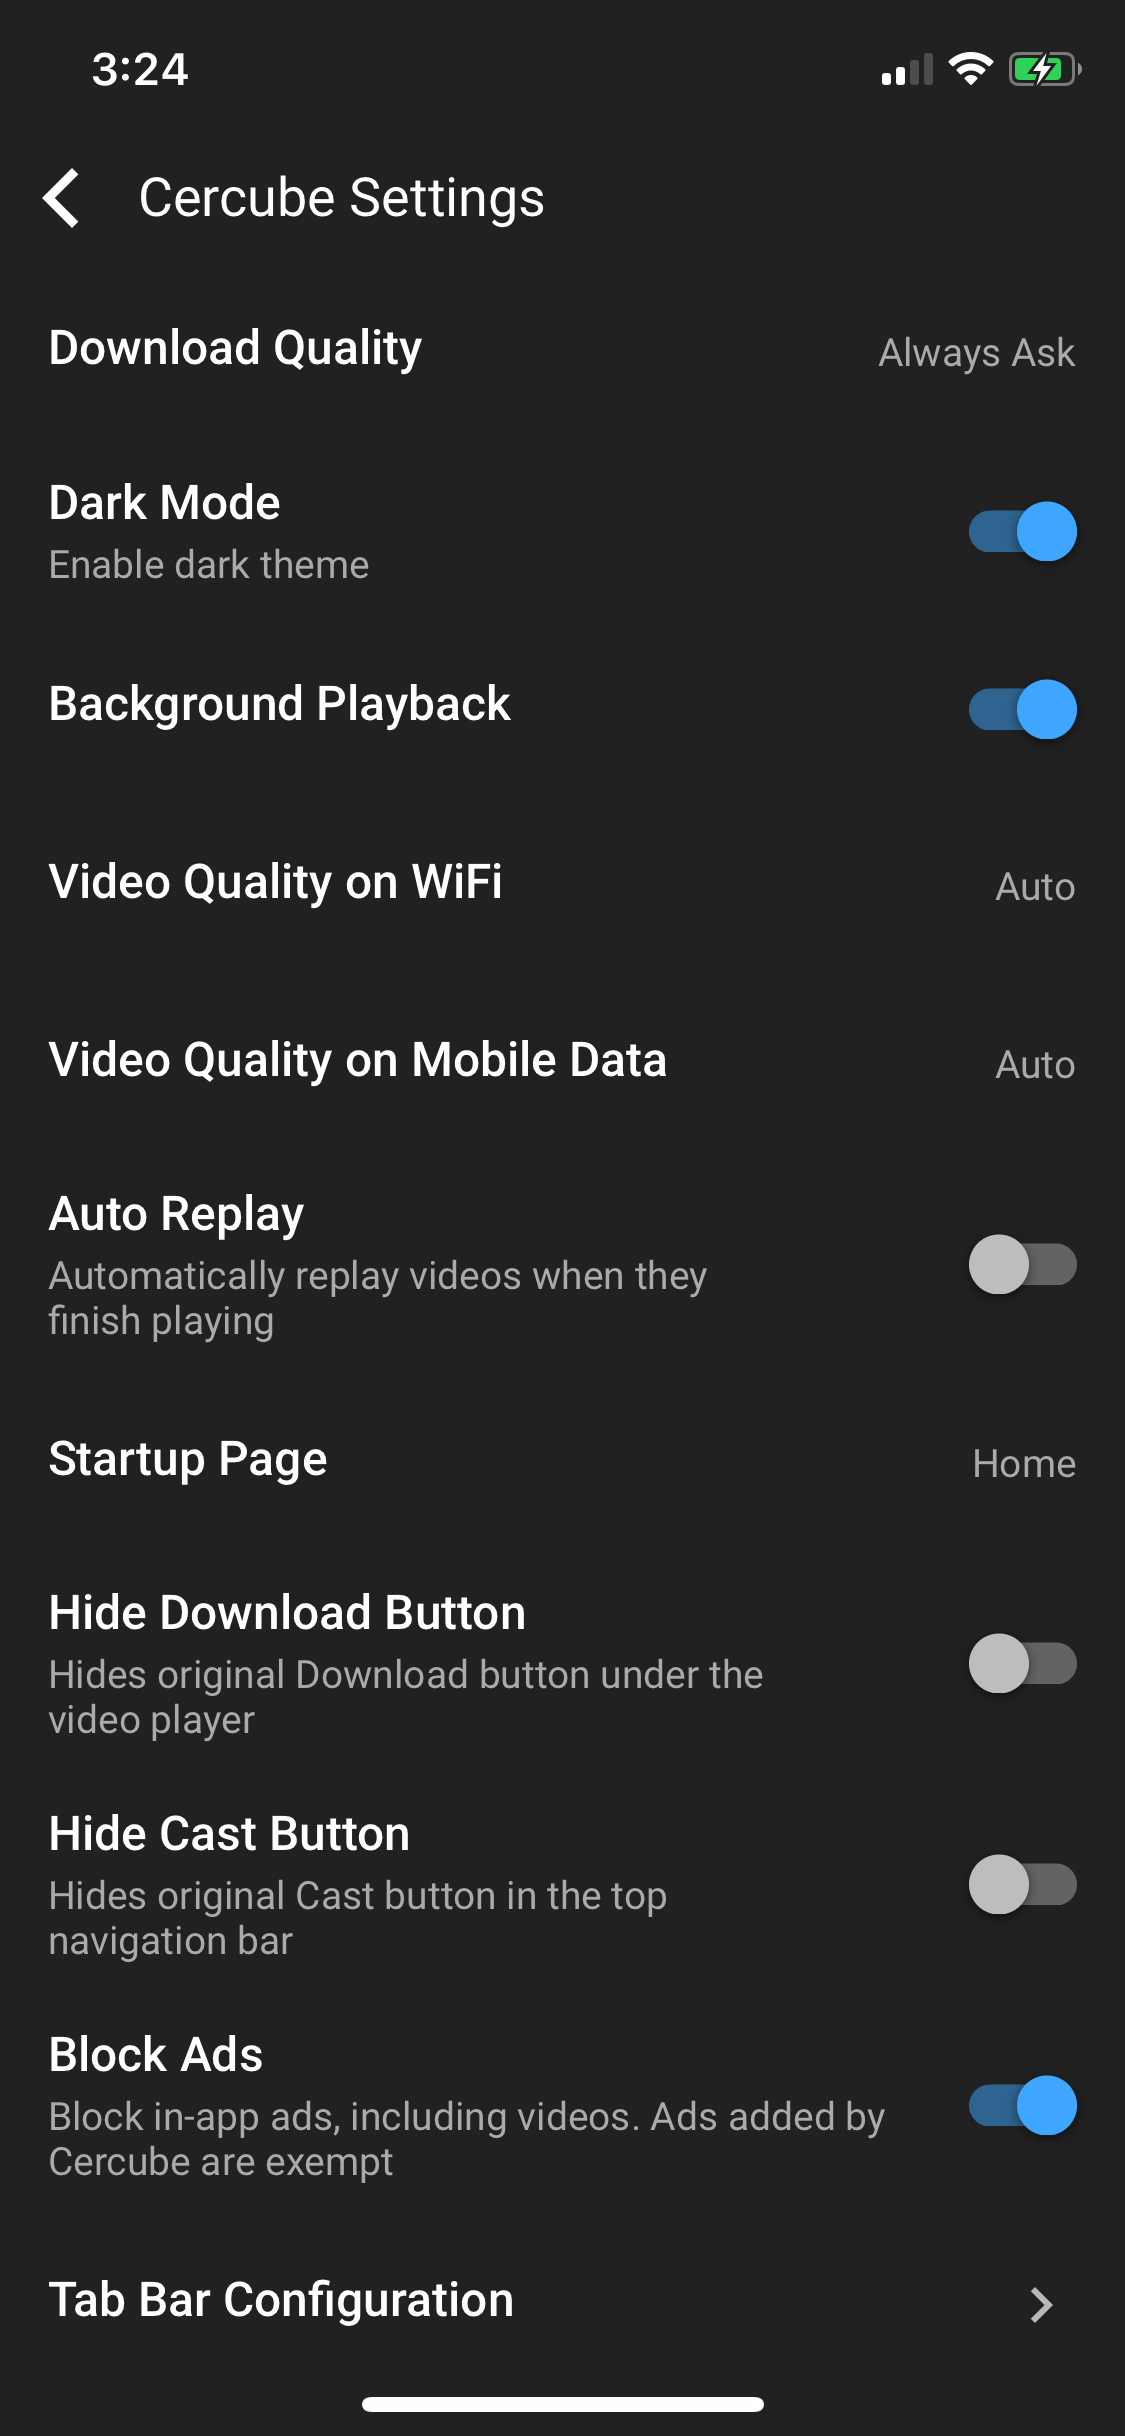 3:24
Cercube Settings
Download Quality
Always Ask
Dark Mode
Enable dark theme
Background Playback
Video Quality on WiFi
Auto
Video Quality on Mobile Data
Auto
Auto Replay
Automatically replay videos when they
finish playing
Startup Page
Home
Hide Download Button
Hides original Download button under the
video player
Hide Cast Button
Hides original Cast button in the top
navigation bar
Block Ads
Block in-app ads, including videos. Ads added by
Cercube are exempt
Tab Bar Configuration